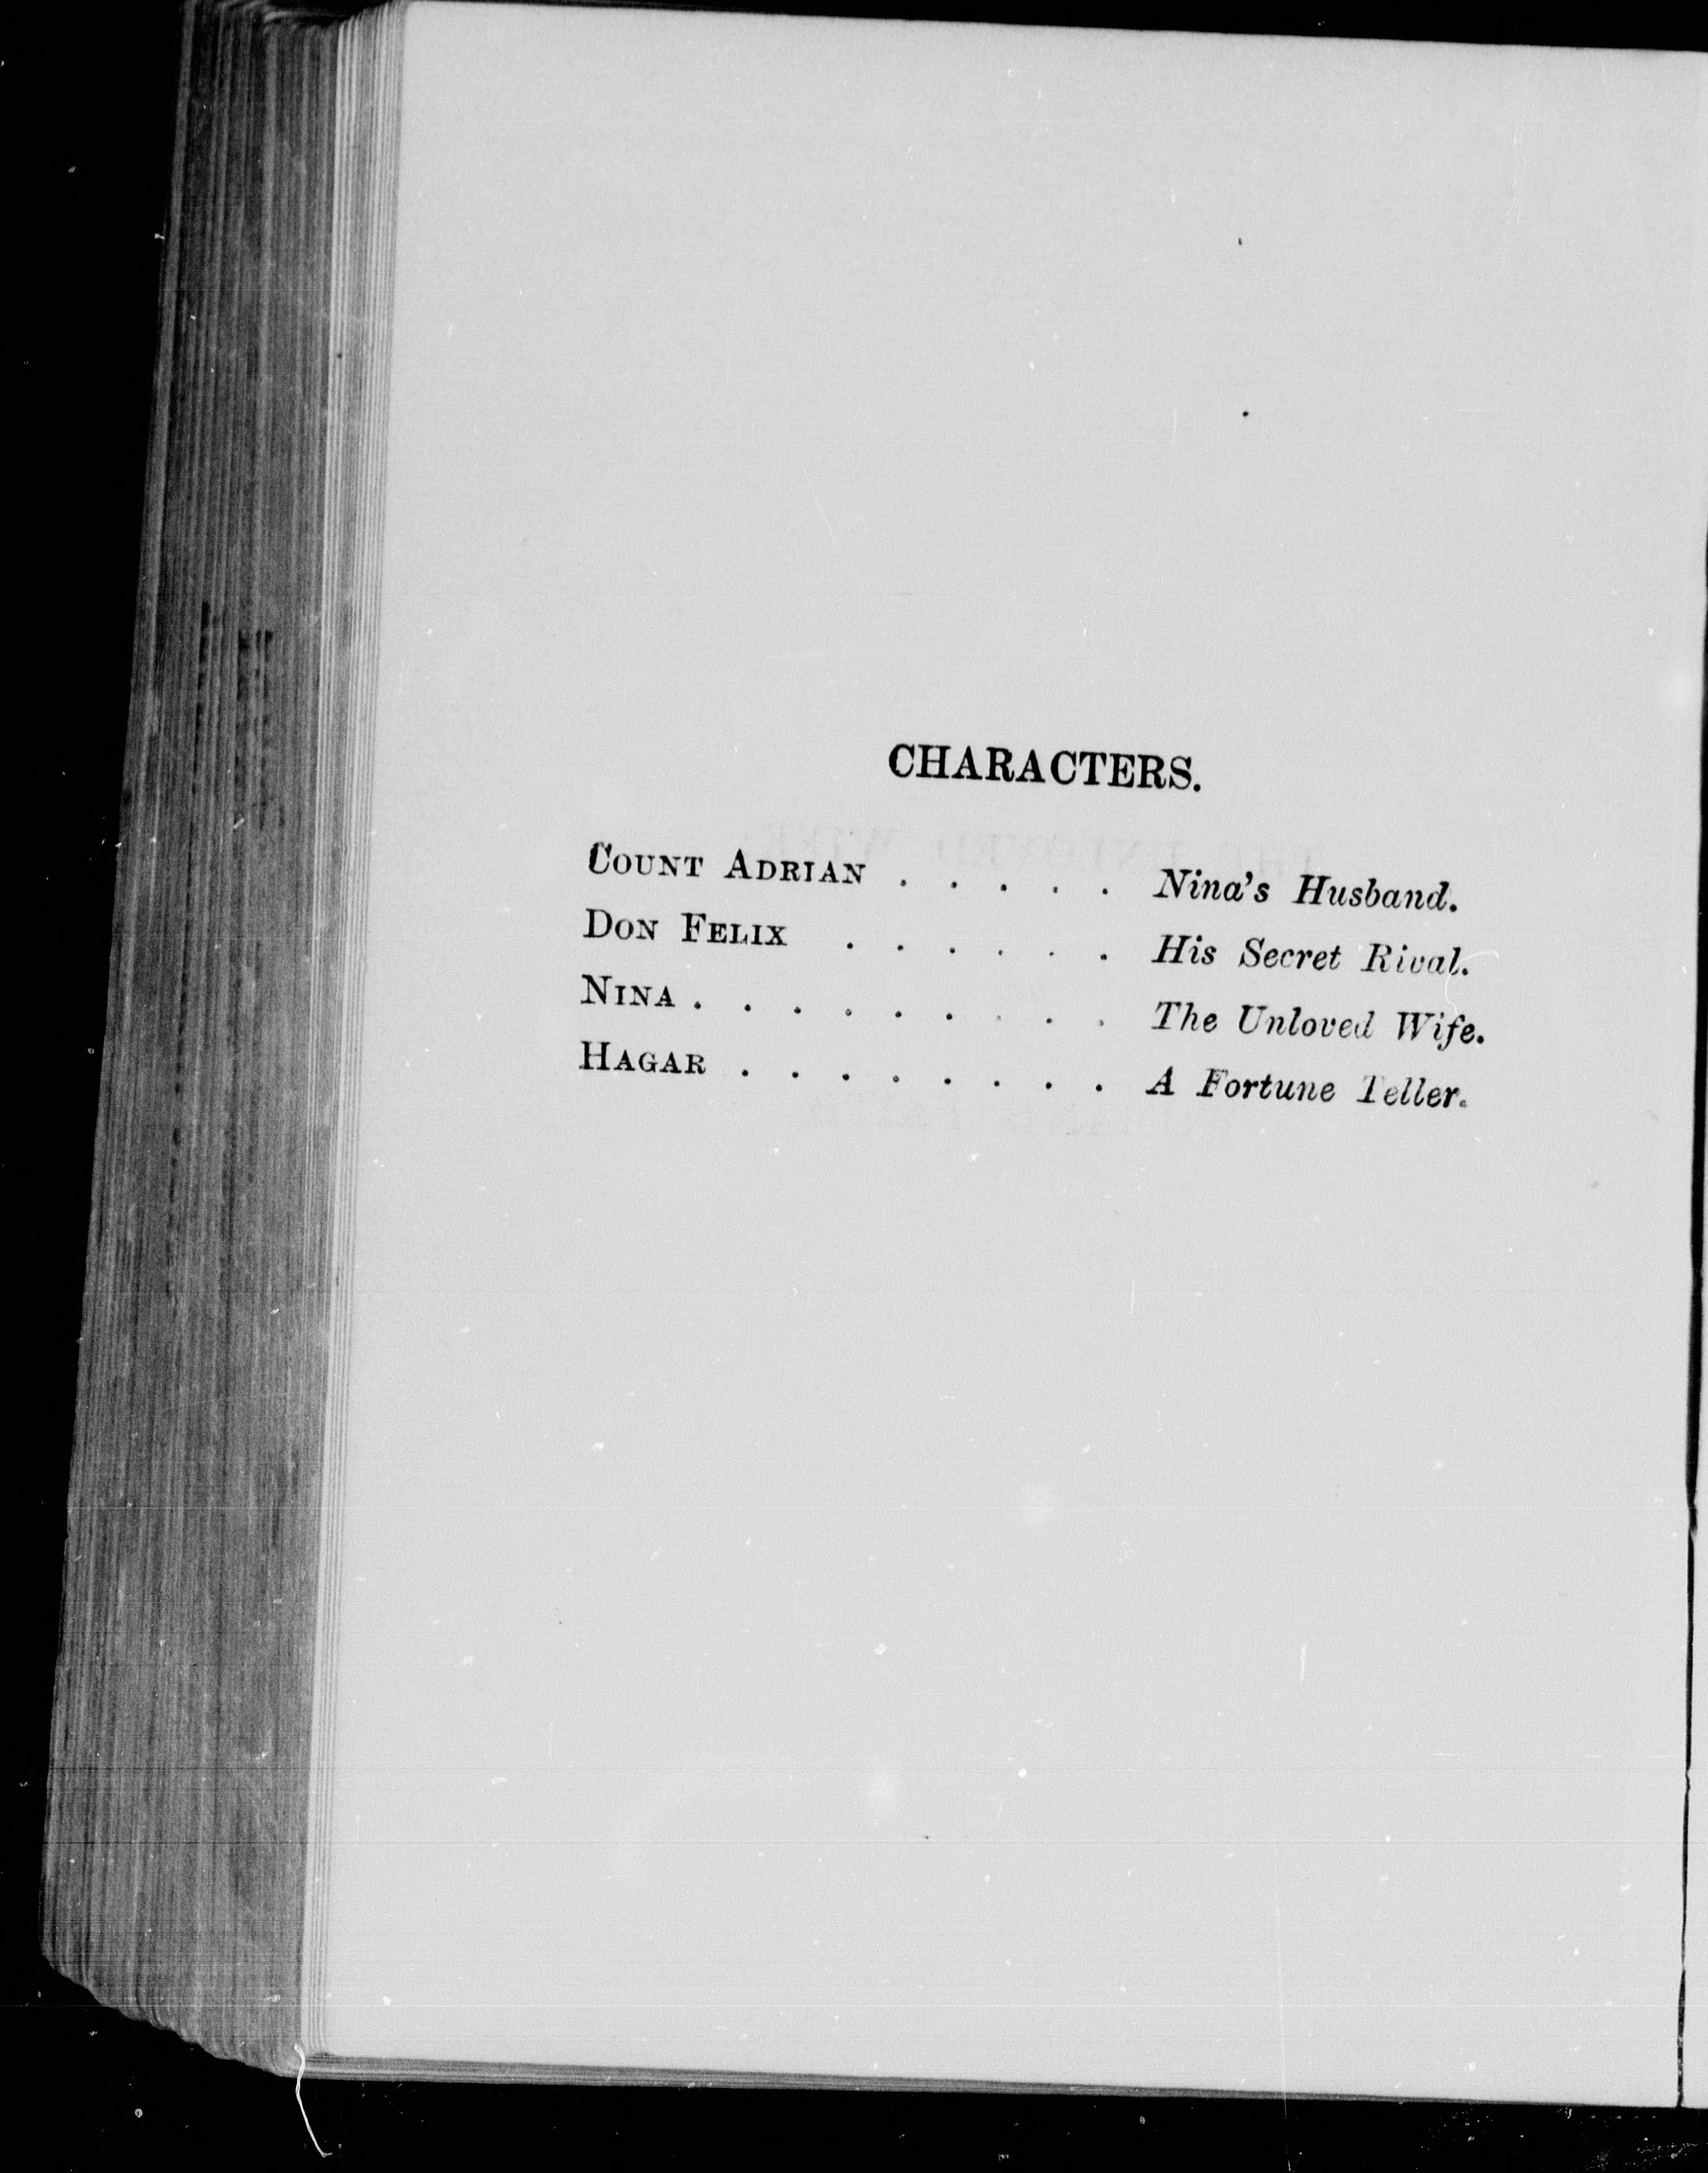 CHARACTERS.
COUNT ADRIAN . . . . . Nina's Husband.
DON FELIX . . . . . . His Secret Rival.
NINA . . . . . . . . . The Unloved Wife.
HAGAR . . . . . . . . A Fortune Teller.